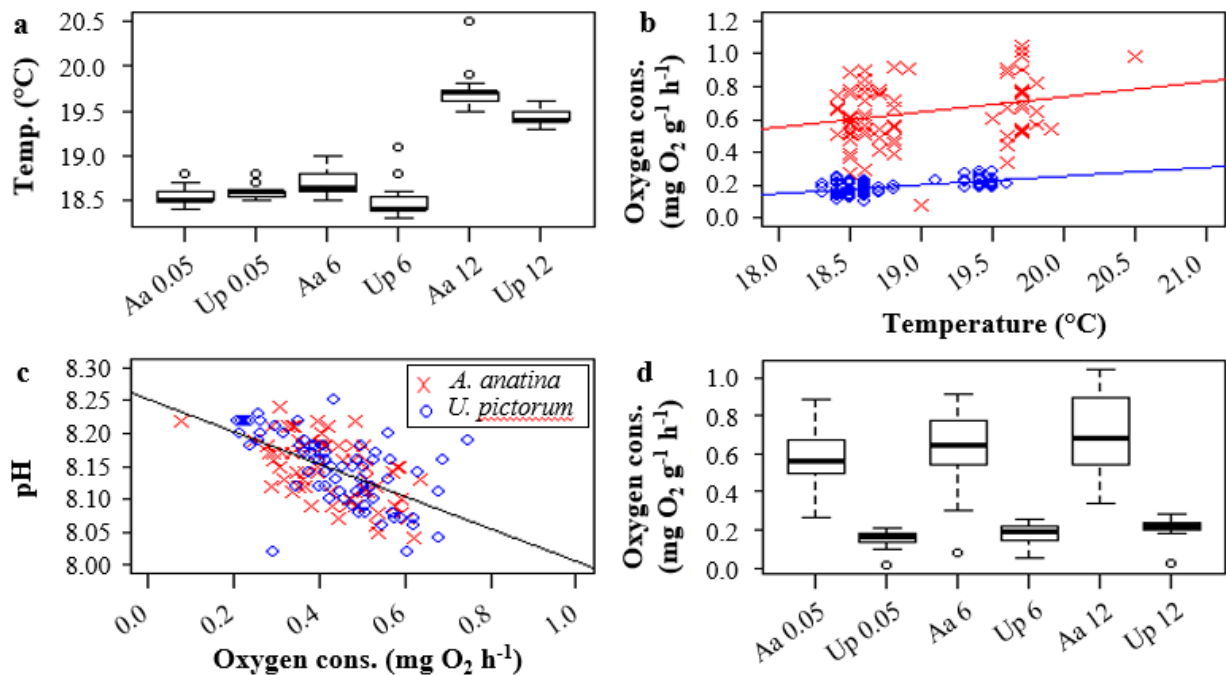 a
Temp. (°C)
20.5
20.0
19.5
19.0
18.5
Aa 0.05
Up 0.05
Aa 6
Up 6
Aa 12
Up 12
b
Oxygen cons.
(mg O₂ g⁻¹ h⁻¹)
1.2
1.0
0.8
0.6
0.4
0.2
0.0
18.0
18.5
19.0
19.5
20.0
20.5
21.0
Temperature (°C)
c
pH
8.30
8.25
8.20
8.15
8.10
8.05
8.00
A. anatina
U. pictorum
0.0
0.2
0.4
0.6
0.8
1.0
Oxygen cons. (mg O₂ h⁻¹)
d
Oxygen cons.
(mg O₂ g⁻¹ h⁻¹)
1.0
0.8
0.6
0.4
0.2
0.0
Aa 0.05
Up 0.05
Aa 6
Up 6
Aa 12
Up 12